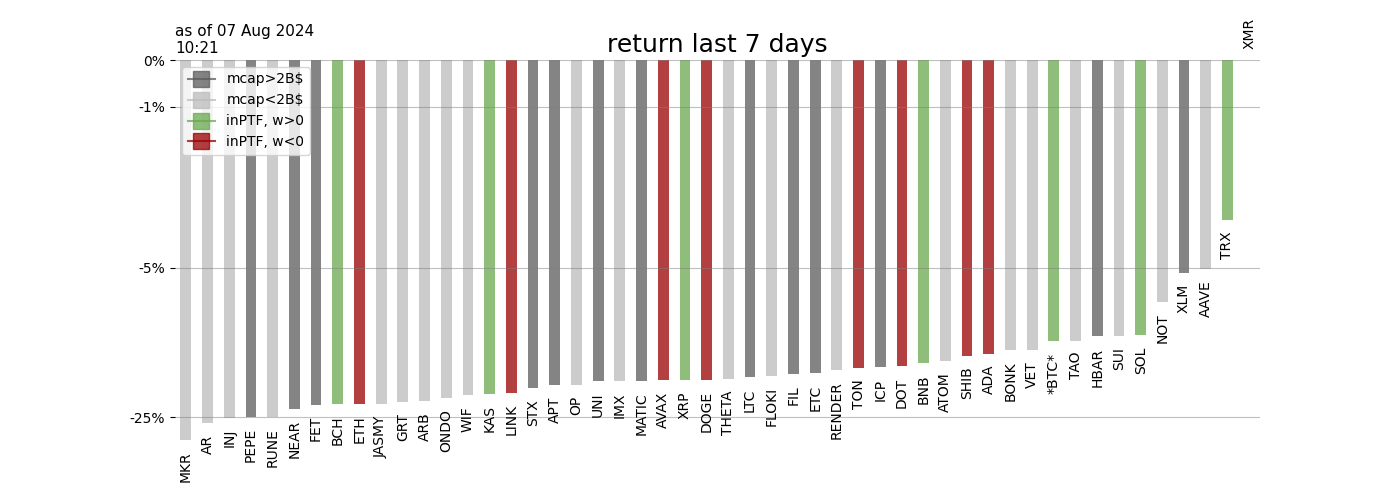 as of 07 Aug 2024
10:21
return last 7 days
XMR
0%
-1%
-5%
-25%
mcap>2B$
mcap<2B$
inPTF, w>0
inPTF, w<0
MKR
AR
INJ
PEPE
RUNE
NEAR
FET
BCH
ETH
JASMY
GRT
ARB
ONDO
WIF
KAS
LINK
STX
APT
OP
UNI
IMX
MATIC
AVAX
XRP
DOGE
THETA
LTC
FLOKI
FIL
ETC
RENDER
TON
ICP
DOT
BNB
ATOM
SHIB
ADA
BONK
VET
*BTC*
TAO
HBAR
SUI
SOL
NOT
XLM
AAVE
TRX